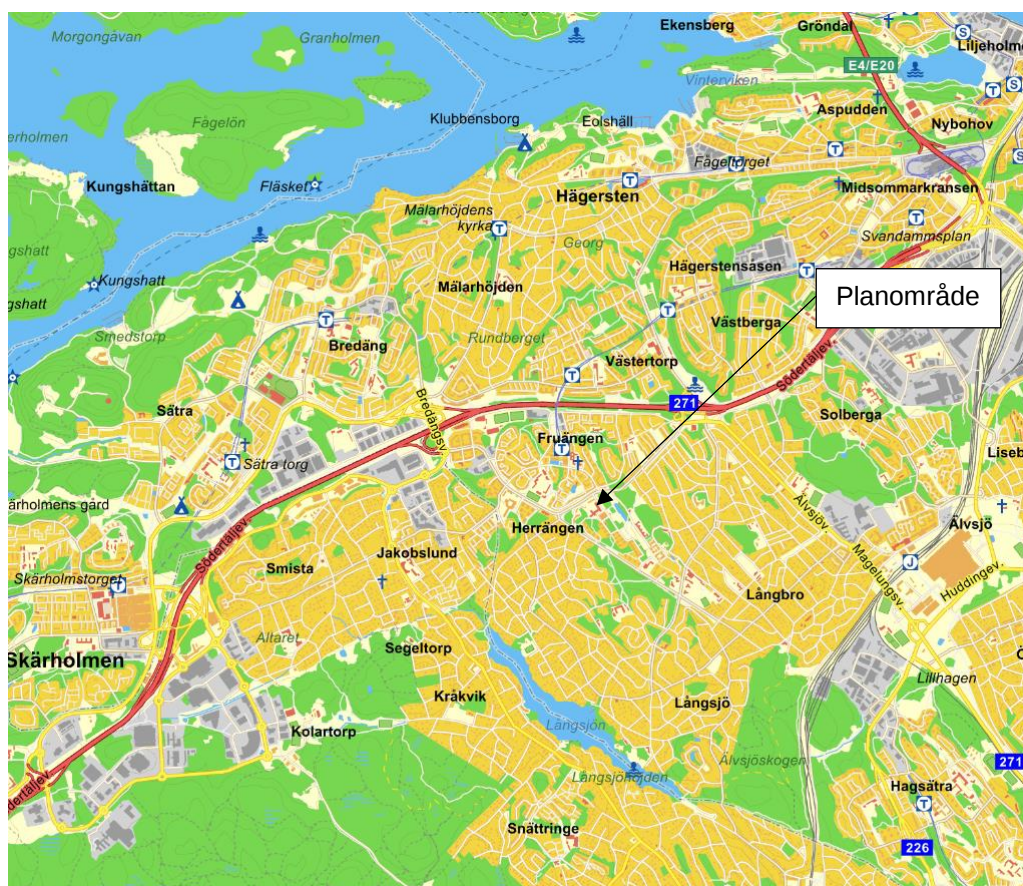 Ekensberg
Gröndal
Morgongåvan
Granholmen
Liljeholme
E4/E20
Vinterviken
erholmen
Fågelön
Klubbensborg
Eolshäll
Aspudden
Nybohov
Fågeltorget
Kungshättan
Fläsket
Hägersten
Midsommarkransen
Mälarhöjdens
kyrka
Svandammsplan
gshatt
Georg
Hägerstensåsen
Kungshatt
Mälarhöjden
gshatt
Planområde
Smedstorp
Bredäng
Rundberget
Västberga
Västertorp
Södertäljev.
Sätra
Bredängsv.
271
Solberga
Fruängen
Liseb
Sätra torg
ärholmens gård
Herrängen
Älvsjöv.
Älvsjö
Södertäljev.
Jakobslund
Magelungsv.
Skärholmstorget
Smista
Huddingev.
Långbro
Altaret
Segeltorp
Skärholmen
Lillhagen
Kråkvik
Långsjö
Kolartorp
Långsjön
Älvsjöskogen
271
Långsjöhöjden
Hagsätra
ödertäljev.
Snättringe
226